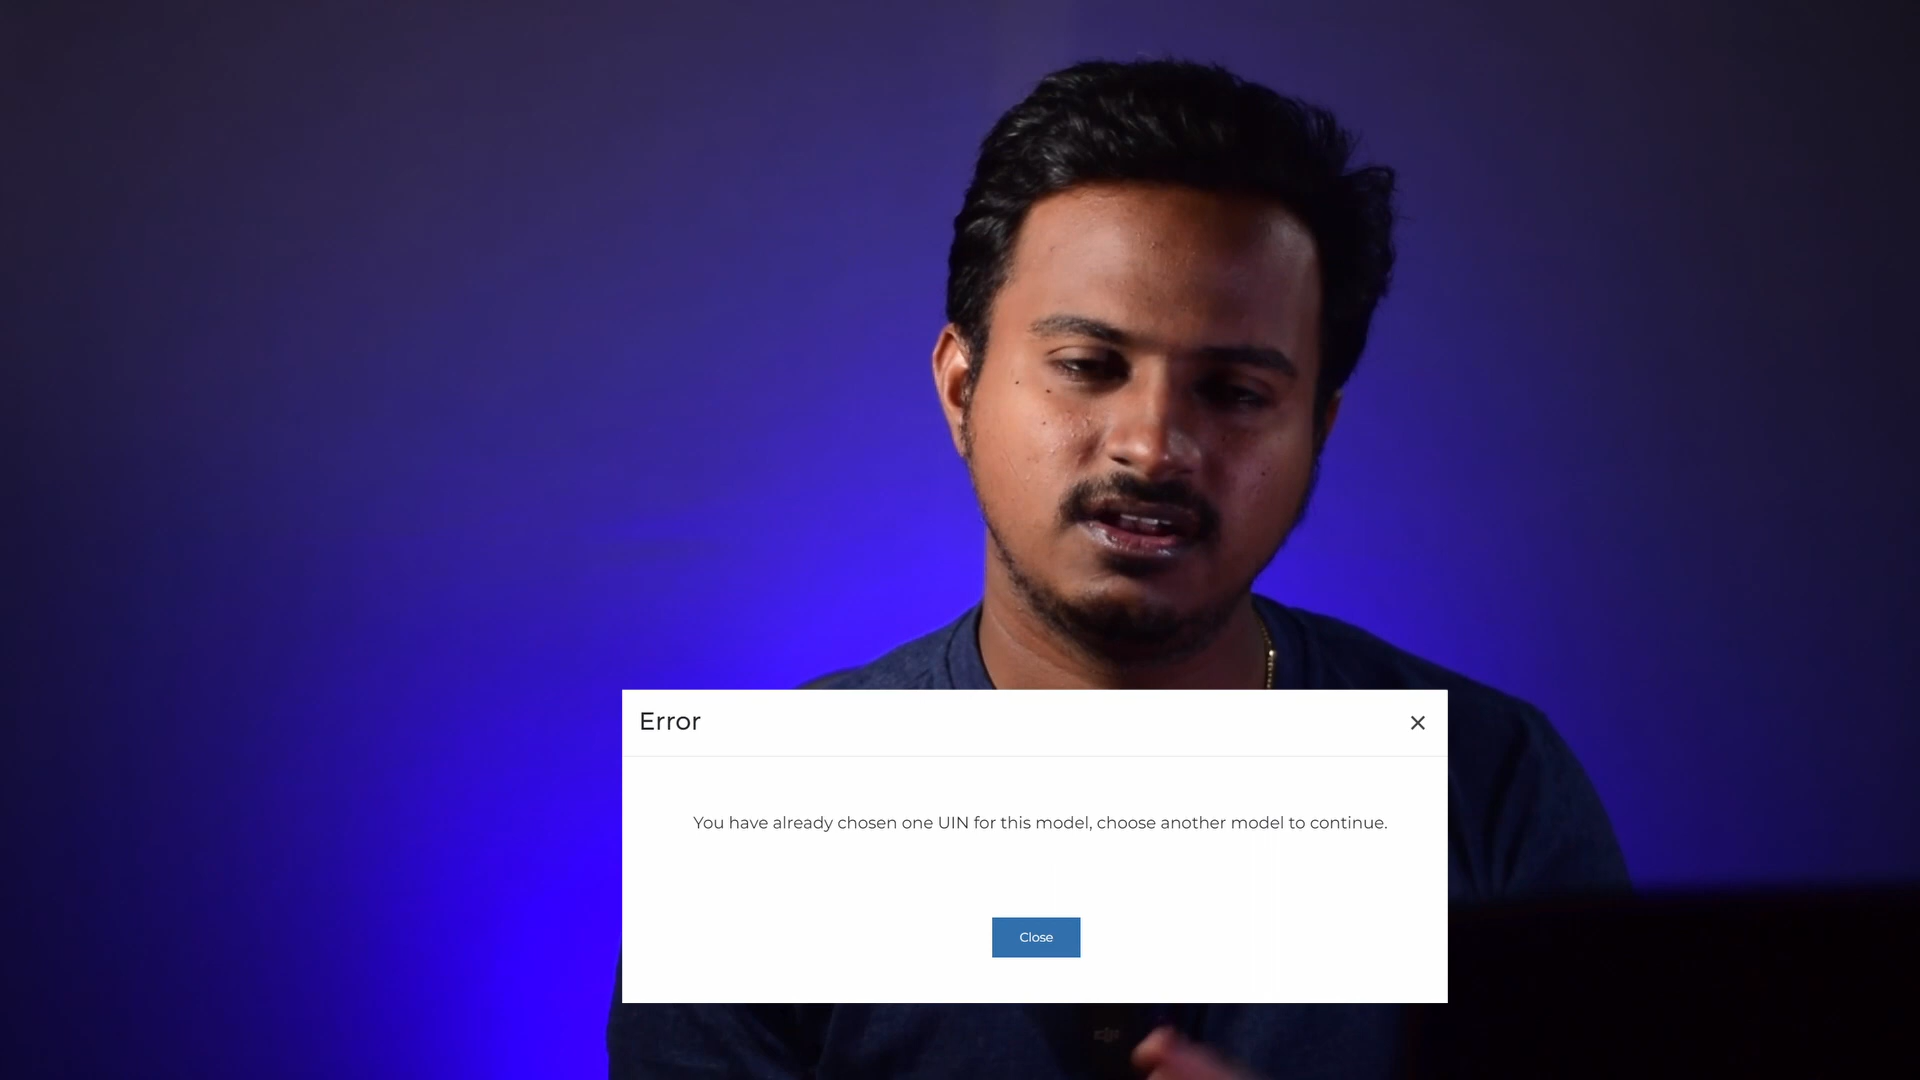 Error
You have already chosen one UIN for this model, choose another model to continue.
Close